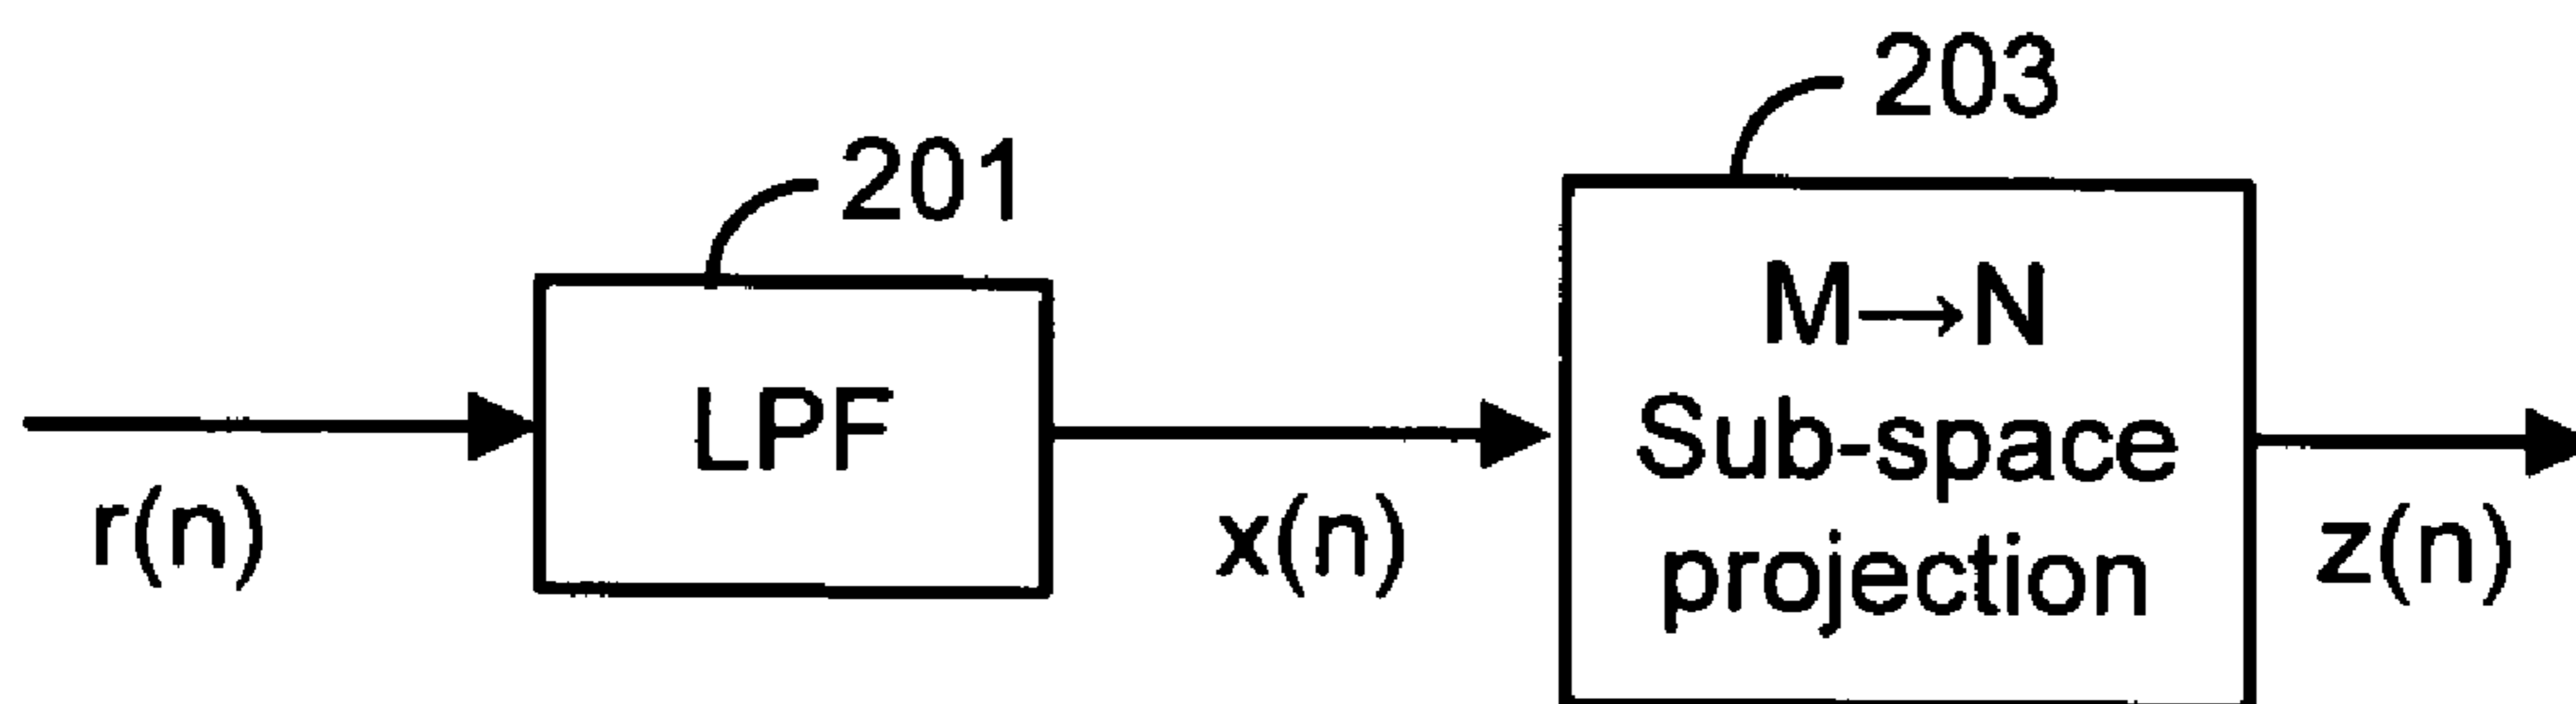 203
201
M→N
LPF
Sub-space
projection
r(n)
x(n)
z(n)